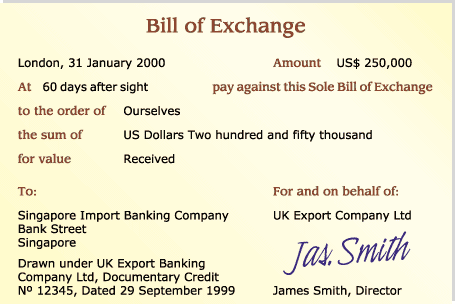 Bill of Exchange
London, 31 January 2000 Amount US$ 250,000
At 60 days after sight pay against this Sole Bill of Exchange
to the order of Ourselves
the sum of US Dollars Two hundred and fifty thousand
for value Received
To: For and on behalf of:
Singapore Import Banking Company UK Export Company Ltd
Bank Street
Singapore
Jas. Smith
Drawn under UK Export Banking
Company Ltd, Documentary Credit
Nº 12345, Dated 29 September 1999 James Smith, Director